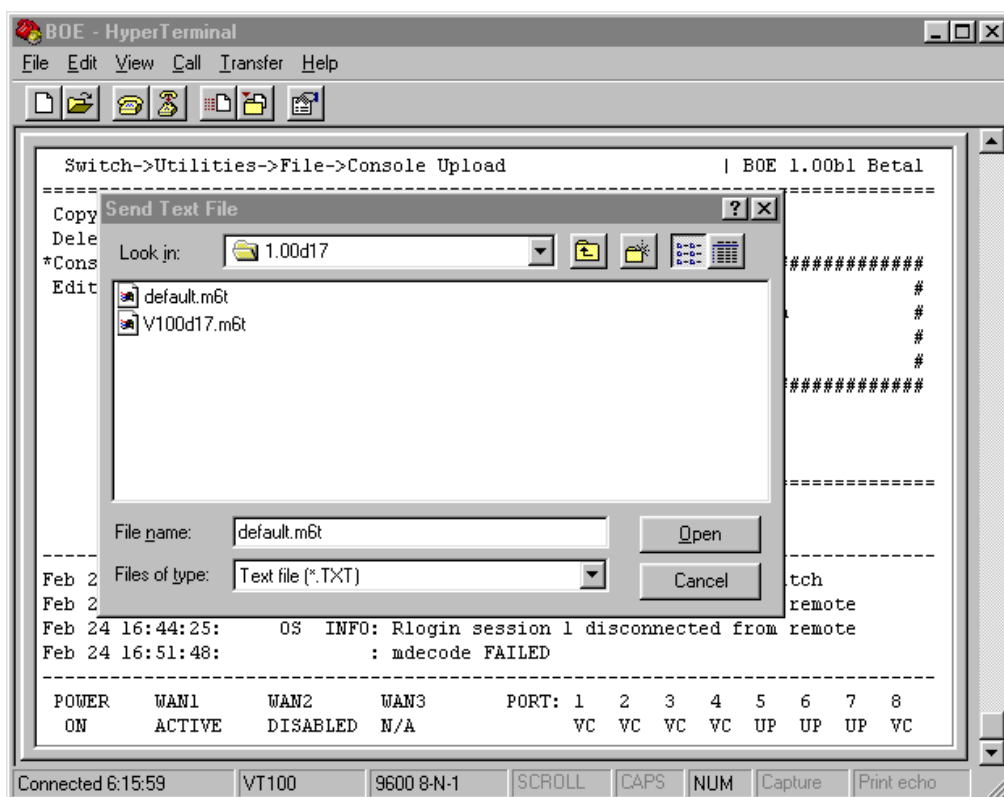 BOE - HyperTerminal
File Edit View Call Transfer Help
Switch->Utilities->File->Console Upload | BOE 1.00b1 Beta1
================================================
Copy
Send Text File
Dele
Look in: 1.00d17
*Cons
############
Edit
#
default.m6t
V100d17.m6t
#
#
#
############
=============
File name: default.m6t Open
Files of type: Text file (*.TXT) Cancel
Feb 2 tch
Feb 2 remote
Feb 24 16:44:25: OS INFO: Rlogin session 1 disconnected from remote
Feb 24 16:51:48: : mdecode FAILED
POWER WAN1 WAN2 WAN3 PORT: 1 2 3 4 5 6 7 8
ON ACTIVE DISABLED N/A VC VC VC VC UP UP UP VC
Connected 6:15:59 VT100 9600 8-N-1 SCROLL CAPS NUM Capture Print echo